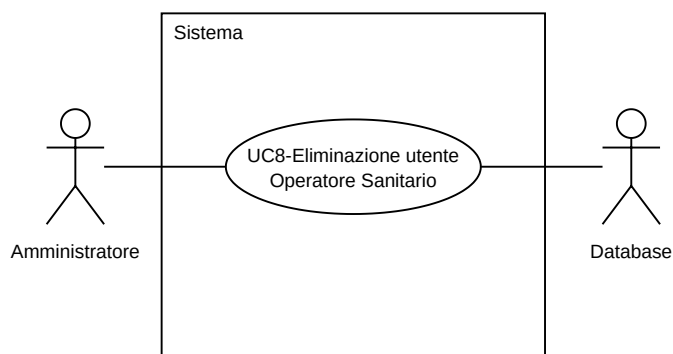 Sistema
UC8-Eliminazione utente
Operatore Sanitario
Amministratore
Database